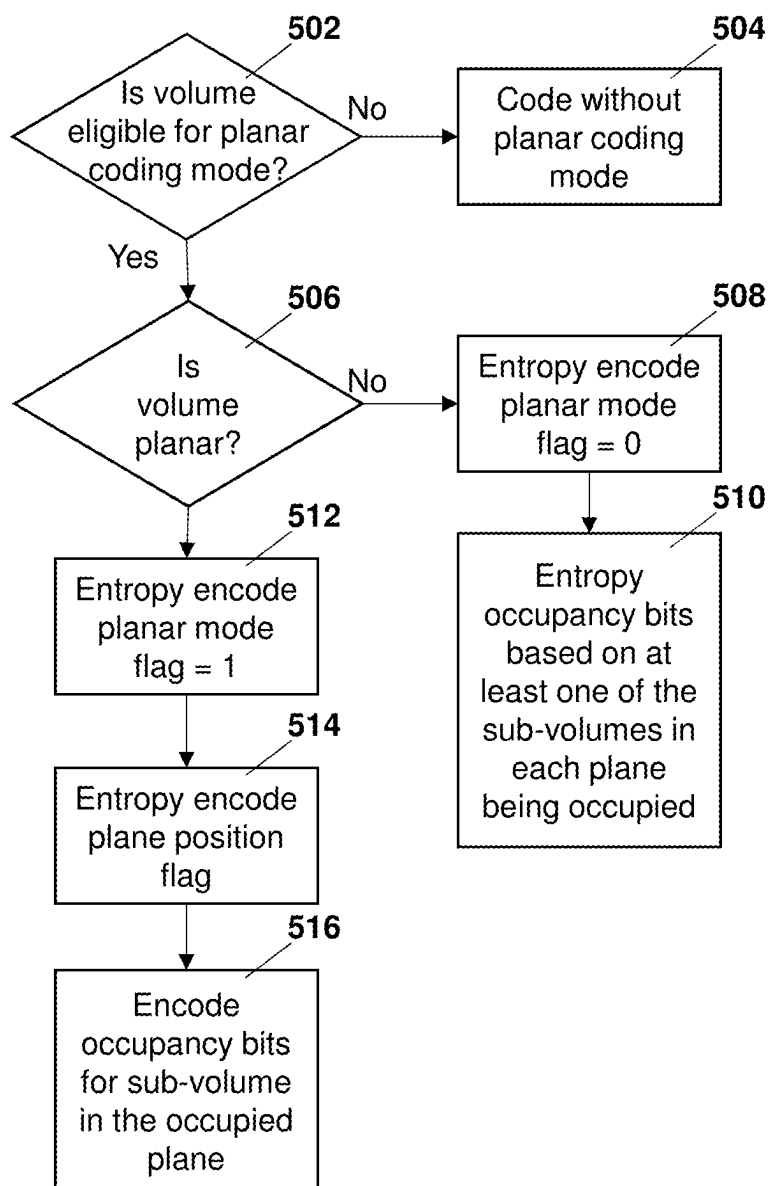 502
Is volume
eligible for planar
coding mode?
No
504
Code without
planar coding
mode
Yes
506
Is
volume
planar?
No
508
Entropy encode
planar mode
flag = 0
510
Entropy
occupancy bits
based on at
least one of the
sub-volumes in
each plane
being occupied
512
Entropy encode
planar mode
flag = 1
514
Entropy encode
plane position
flag
516
Encode
occupancy bits
for sub-volume
in the occupied
plane